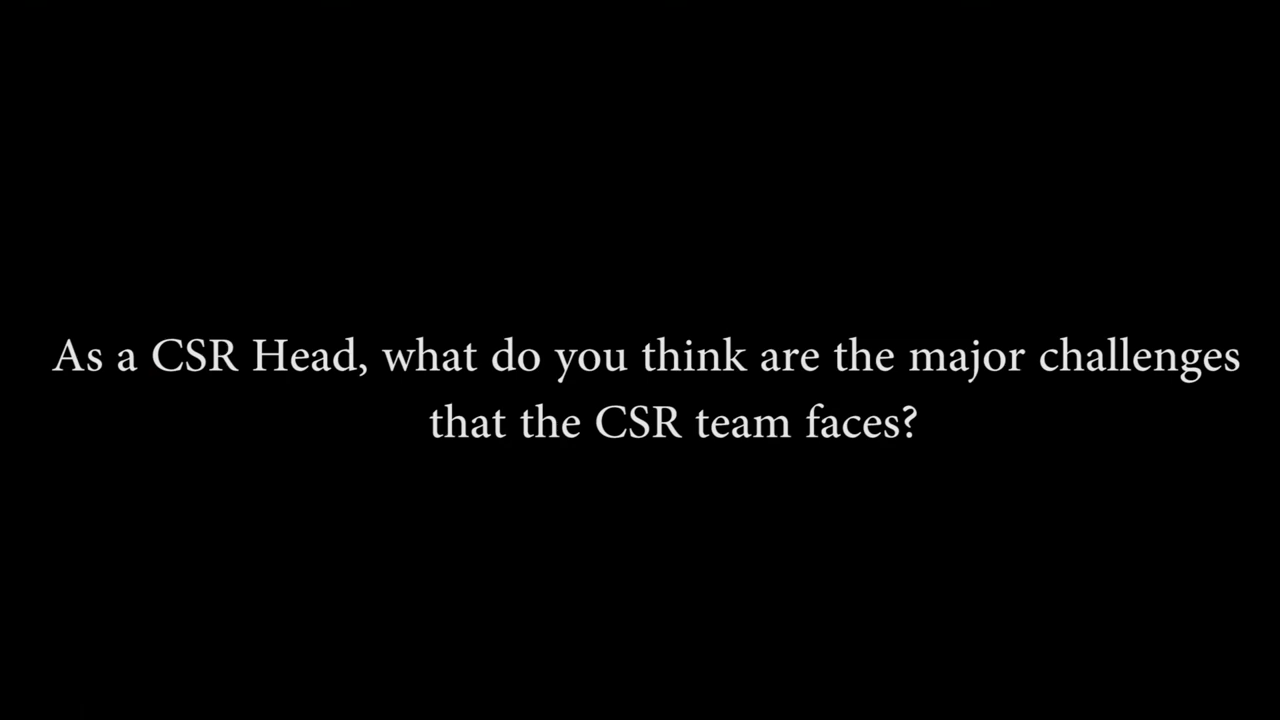 As a CSR Head, what do you think are the major challenges
that the CSR team faces?